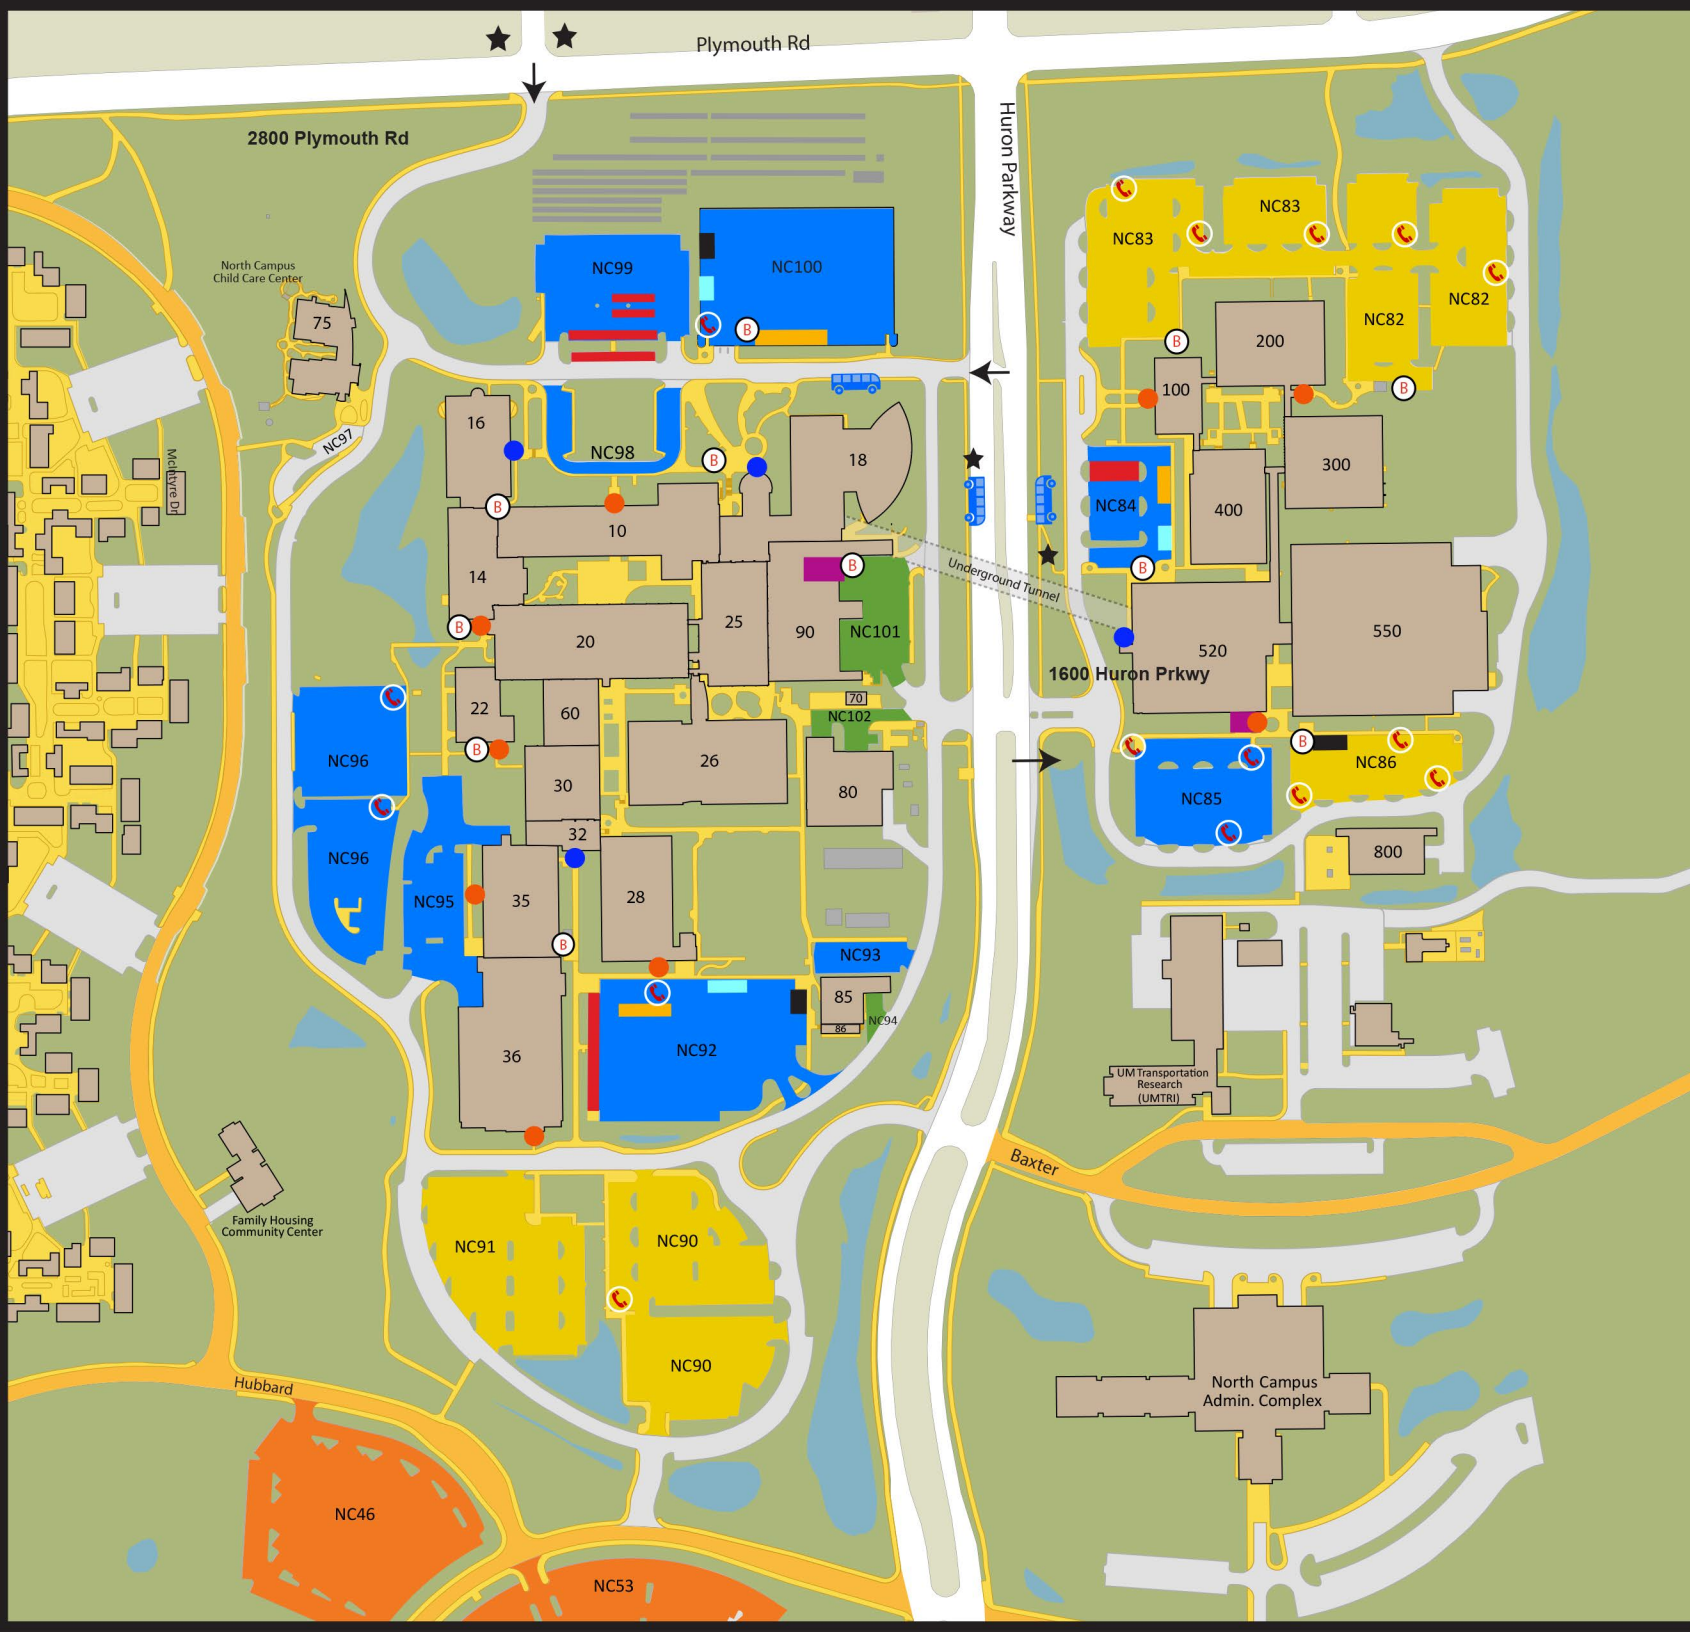 Plymouth Rd
2800 Plymouth Rd
Huron Parkway
North Campus
Child Care Center
75
NC97
McIntyre Dr
NC99
NC100
B
NC98
16
18
B
B
10
14
B
20
25
90
B
NC101
22
60
B
70
NC102
26
30
32
80
NC96
NC96
NC95
35
28
B
NC93
85
86
NC94
36
NC92
NC91
NC90
NC90
Family Housing
Community Center
Hubbard
NC46
NC53
Underground Tunnel
NC83
NC83
NC82
NC82
B
200
B
100
300
NC84
400
B
520
550
1600 Huron Prkwy
B
NC86
NC85
800
UM Transportation
Research
(UMTRI)
Baxter
North Campus
Admin. Complex